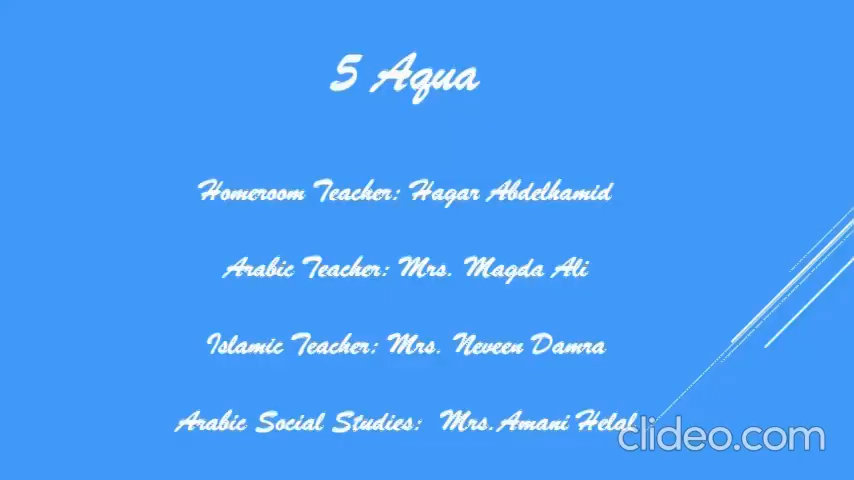 5 Aqua
Homeroom Teacher: Hagar Abdelhamid
Arabic Teacher: Mrs. Magda Ali
Islamic Teacher: Mrs. Neveen Damra
Arabic Social Studies: Mrs.Amani Helal
clideo.com